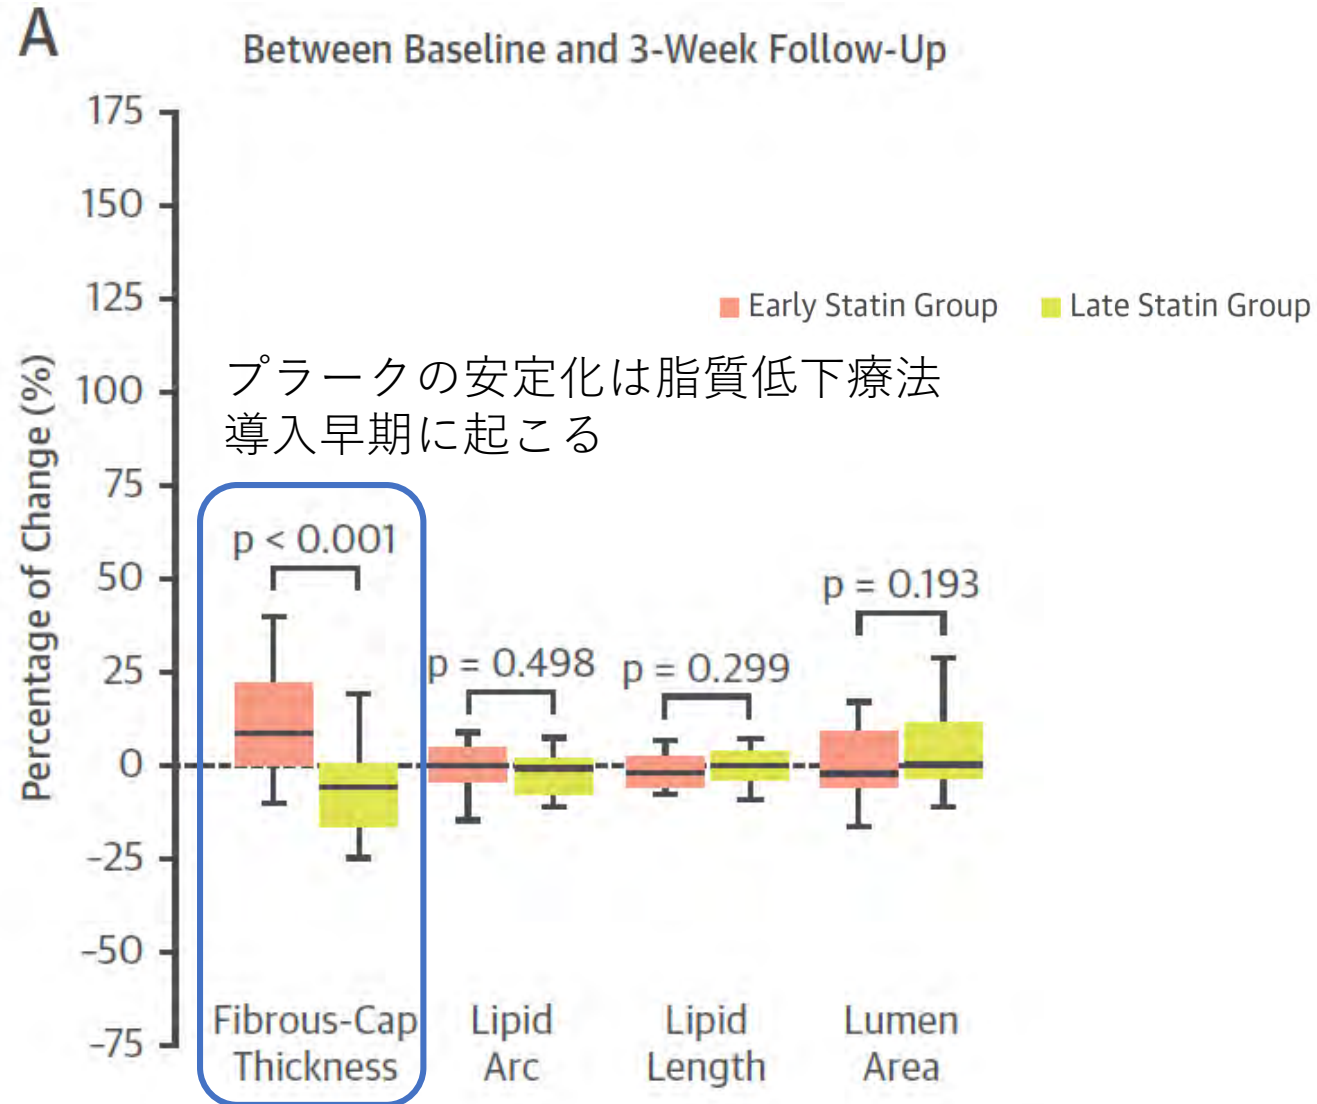 A
Between Baseline and 3-Week Follow-Up
175
150
125
100
75
50
25
0
-25
-50
-75
Percentage of Change (%)
Early Statin Group
Late Statin Group
プラークの安定化は脂質低下療法
導入早期に起こる
p < 0.001
p = 0.498
p = 0.299
p = 0.193
Fibrous-Cap
Thickness
Lipid
Arc
Lipid
Length
Lumen
Area